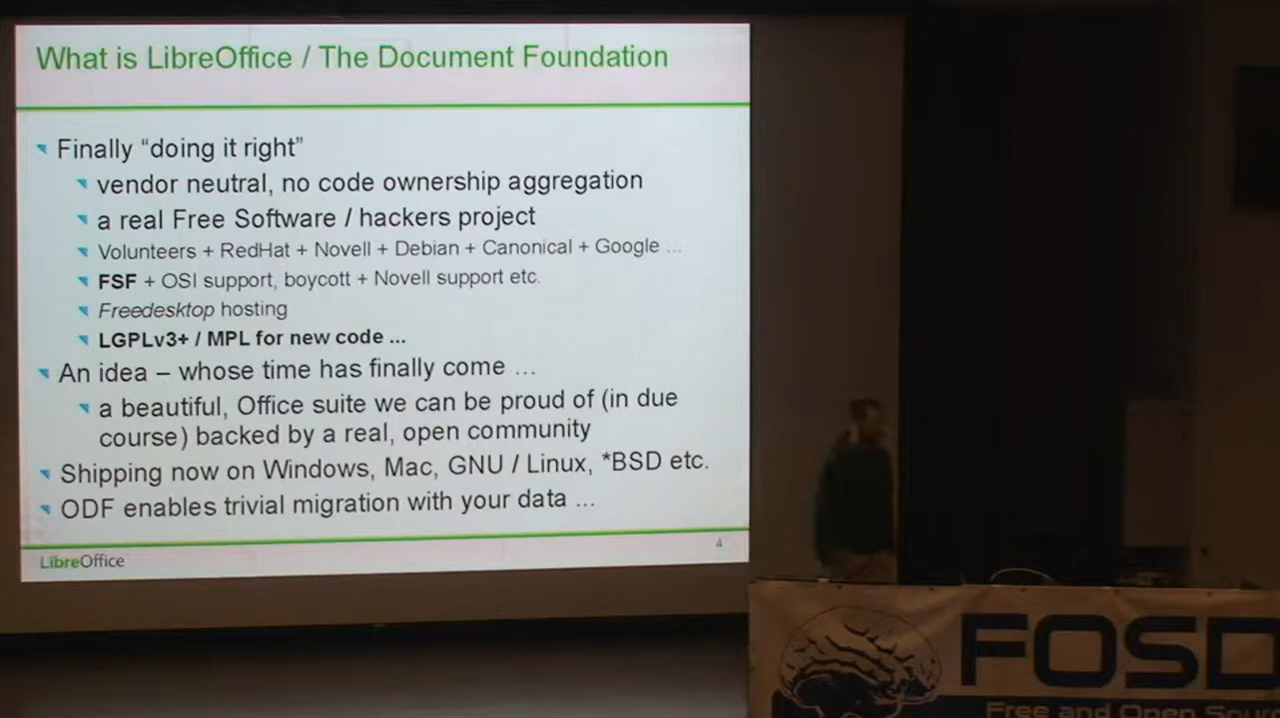 What is LibreOffice / The Document Foundation
Finally “doing it right”
vendor neutral, no code ownership aggregation
a real Free Software / hackers project
Volunteers + RedHat + Novell + Debian + Canonical + Google ...
FSF + OSI support, boycott + Novell support etc.
Freedesktop hosting
LGPLv3+ / MPL for new code ...
An idea – whose time has finally come ...
a beautiful, Office suite we can be proud of (in due
course) backed by a real, open community
Shipping now on Windows, Mac, GNU / Linux, *BSD etc.
ODF enables trivial migration with your data ...
4
LibreOffice
FOSD
Free and Open Sour